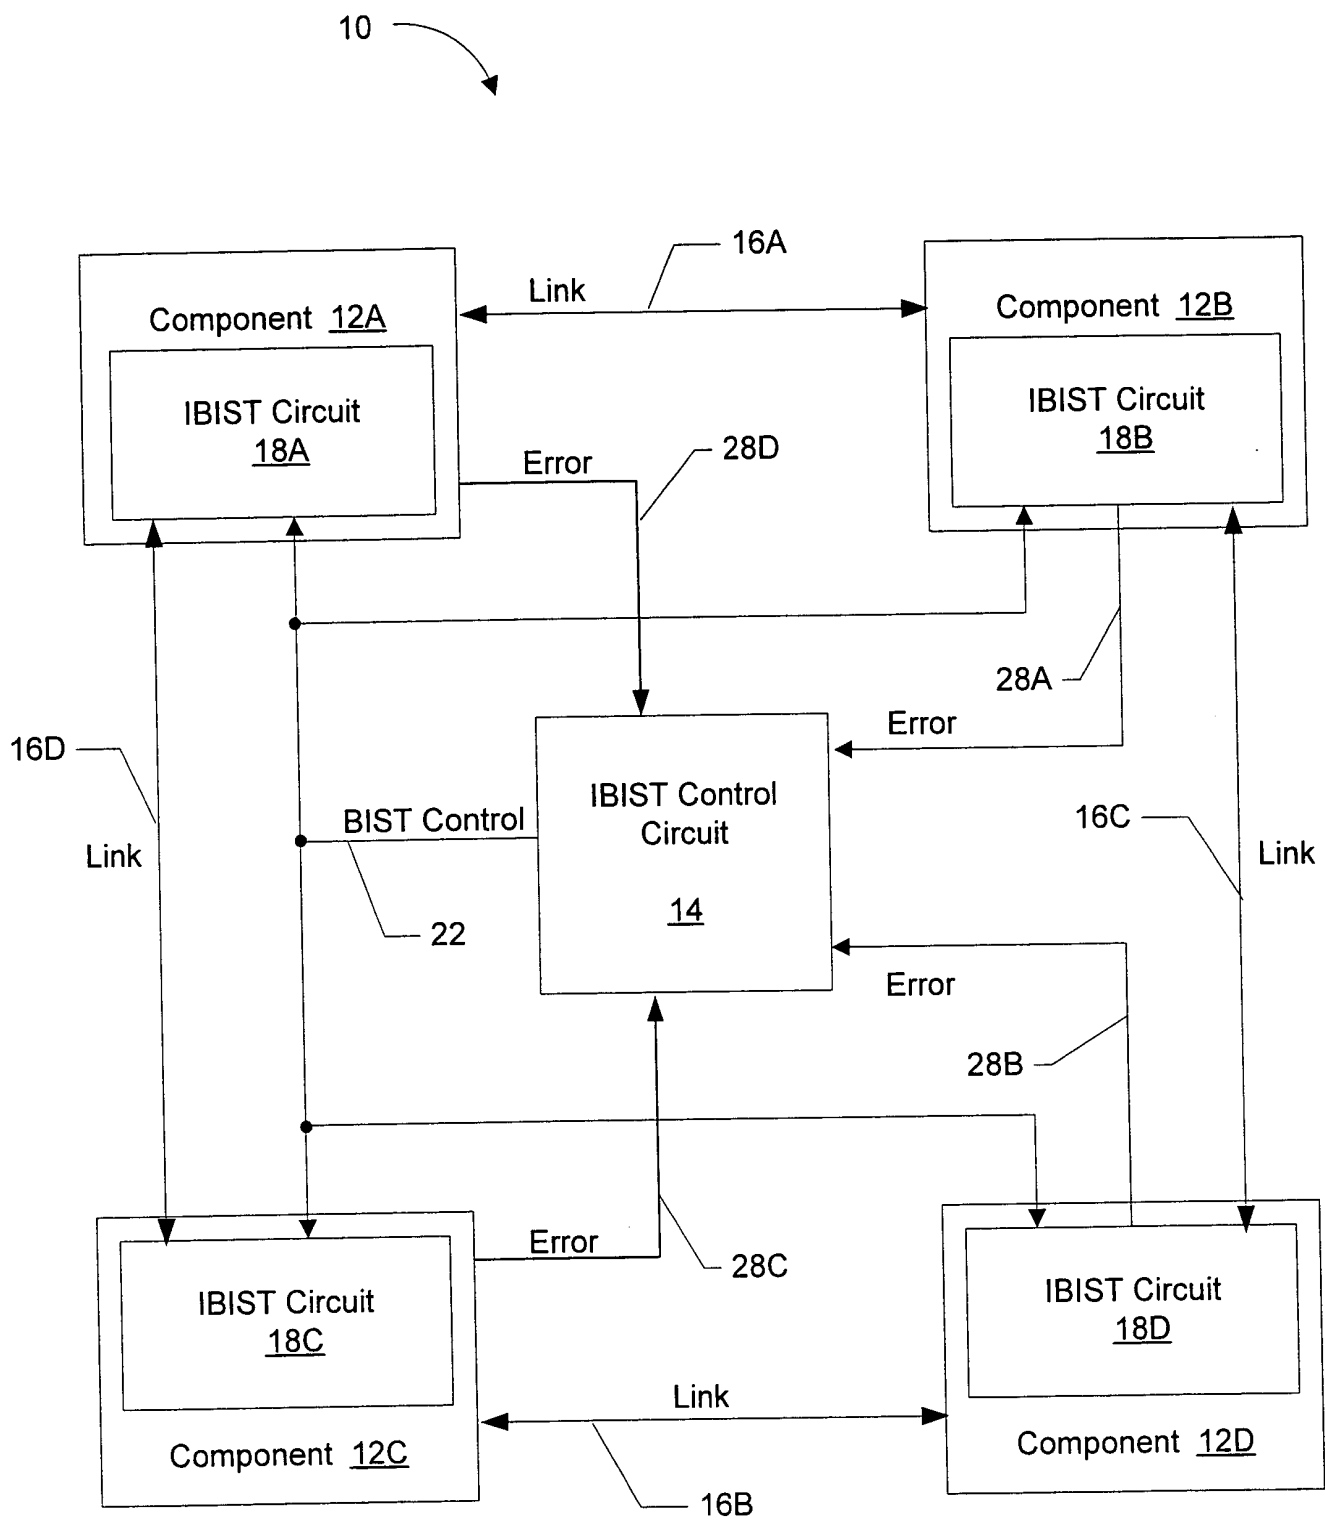 10
16A
Link
Component 12A
Component 12B
IBIST Circuit
18A
IBIST Circuit
18B
Error
28D
28A
Error
16D
IBIST Control
Circuit
14
BIST Control
16C
Link
Link
22
Error
28B
Error
28C
IBIST Circuit
18C
IBIST Circuit
18D
Link
Component 12C
Component 12D
16B